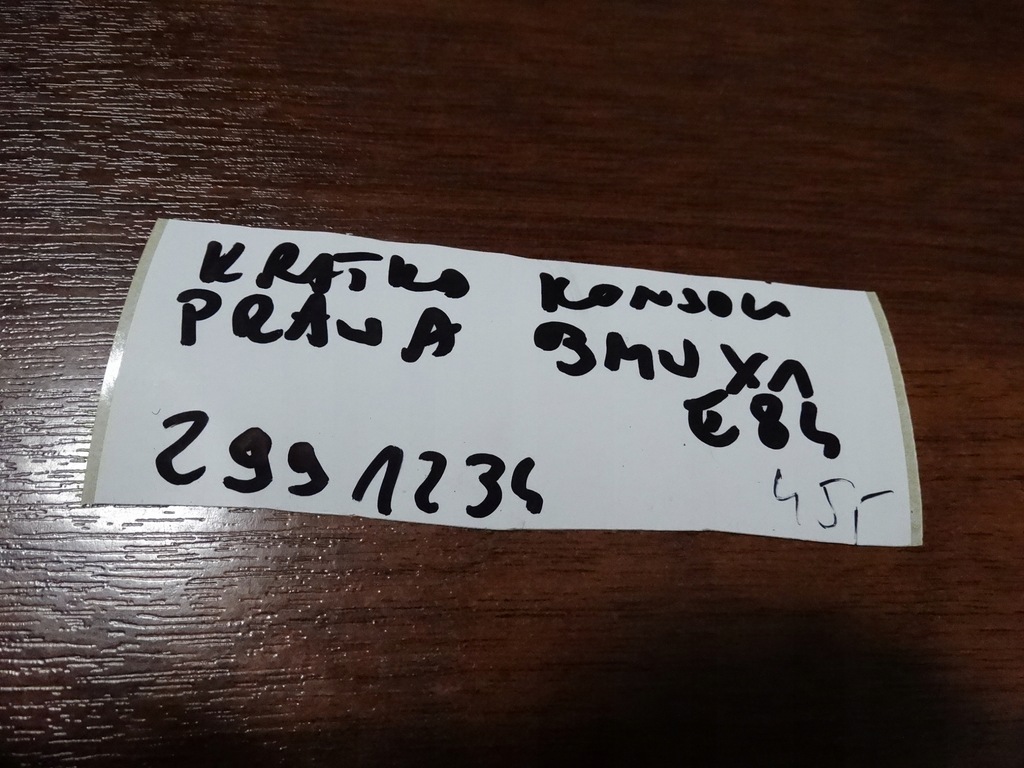 KRATKA KONSOLI
PRAWA BMW X1
E84
2991234
45,-